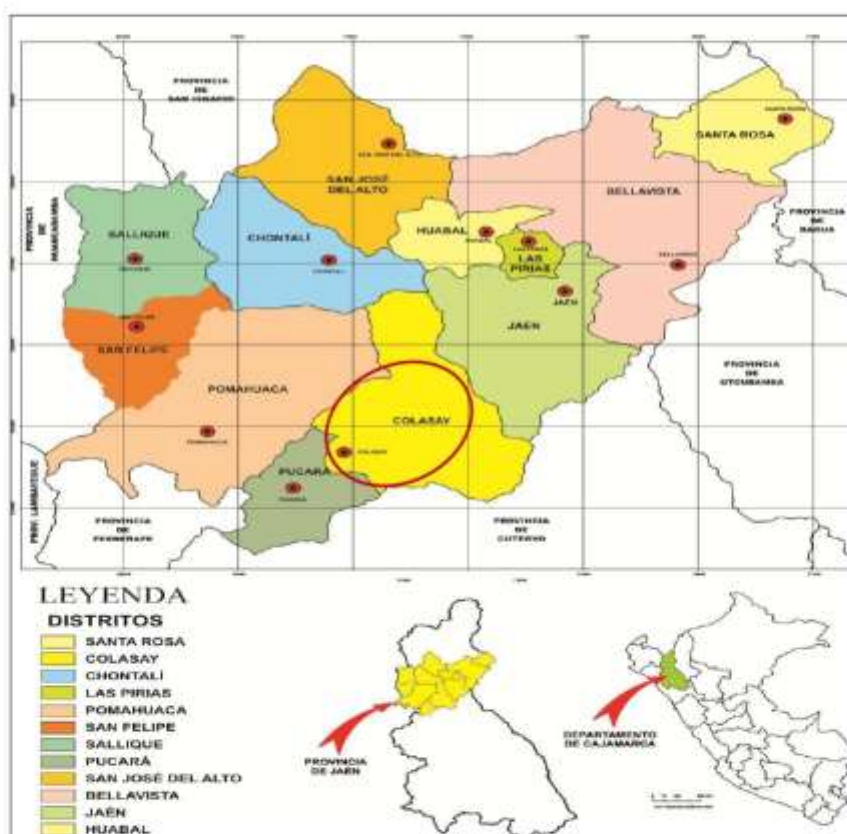 PROVINCIA
DE
SAN IGNACIO
SANTA ROSA
SAN JOSÉ
DEL ALTO
BELLAVISTA
PROVINCIA
DE
HUANCABAMBA
SALLIQUE
CHONTALÍ
HUABAL
PROVINCIA
DE
BAGUA
LAS
PIRIAS
JAEN
JAEN
SAN FELIPE
POMAHUACA
PROVINCIA
DE
UTCUBAMBA
COLASAY
PUCARÁ
PROV. LAMBAYEQUE
PROVINCIA
DE
FERREÑAFE
PROVINCIA
DE
CUTERVO
LEYENDA
DISTRITOS
SANTA ROSA
COLASAY
CHONTALÍ
LAS PIRIAS
POMAHUACA
SAN FELIPE
SALLIQUE
PUCARÁ
SAN JOSÉ DEL ALTO
BELLAVISTA
JAÉN
HUABAL
PROVINCIA
DE JAÉN
DEPARTAMENTO
DE CAJAMARCA